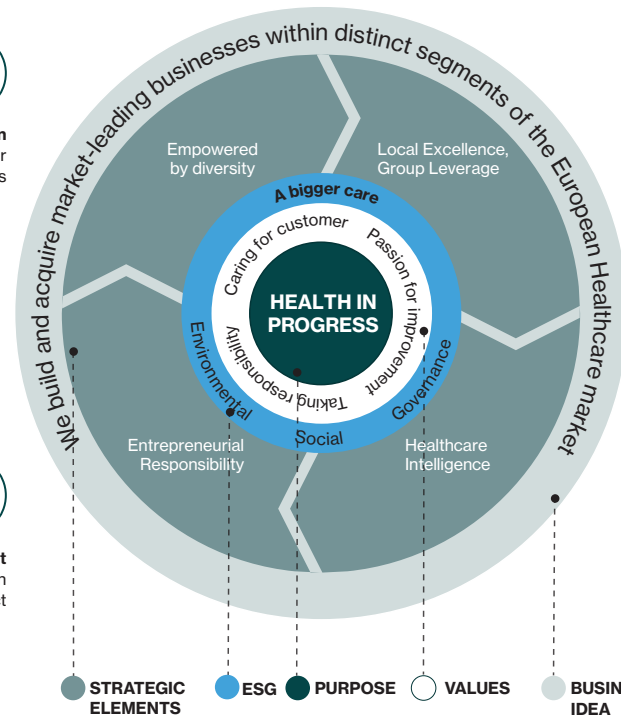 We build and acquire market-leading businesses within distinct segments of the European Healthcare market
Empowered
by diversity
Local Excellence,
Group Leverage
A bigger care
Caring for customer
Passion for improvement
Taking responsibility
HEALTH IN
PROGRESS
Environmental
Social
Governance
Entrepreneurial
Responsibility
Healthcare
Intelligence
STRATEGIC
ELEMENTS
ESG
PURPOSE
VALUES
IDEA